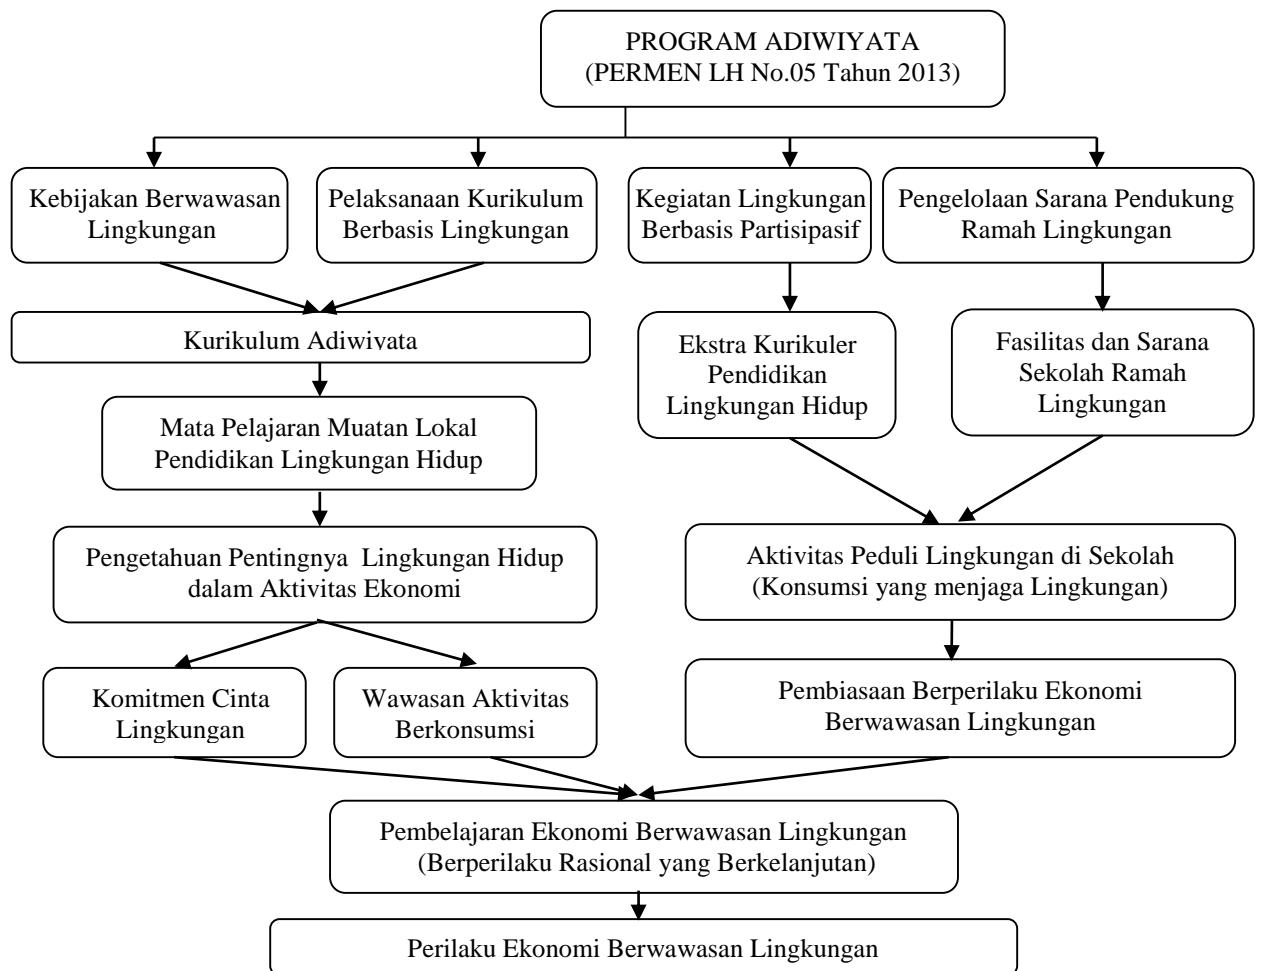 PROGRAM ADIWIYATA
(PERMEN LH No.05 Tahun 2013)
Kebijakan Berwawasan
Lingkungan
Pelaksanaan Kurikulum
Berbasis Lingkungan
Kegiatan Lingkungan
Berbasis Partisipasif
Pengelolaan Sarana Pendukung
Ramah Lingkungan
Kurikulum Adiwiyata
Ekstra Kurikuler
Pendidikan
Lingkungan Hidup
Fasilitas dan Sarana
Sekolah Ramah
Lingkungan
Mata Pelajaran Muatan Lokal
Pendidikan Lingkungan Hidup
Pengetahuan Pentingnya  Lingkungan Hidup
dalam Aktivitas Ekonomi
Aktivitas Peduli Lingkungan di Sekolah
(Konsumsi yang menjaga Lingkungan)
Komitmen Cinta
Lingkungan
Wawasan Aktivitas
Berkonsumsi
Pembiasaan Berperilaku Ekonomi
Berwawasan Lingkungan
Pembelajaran Ekonomi Berwawasan Lingkungan
(Berperilaku Rasional yang Berkelanjutan)
Perilaku Ekonomi Berwawasan Lingkungan